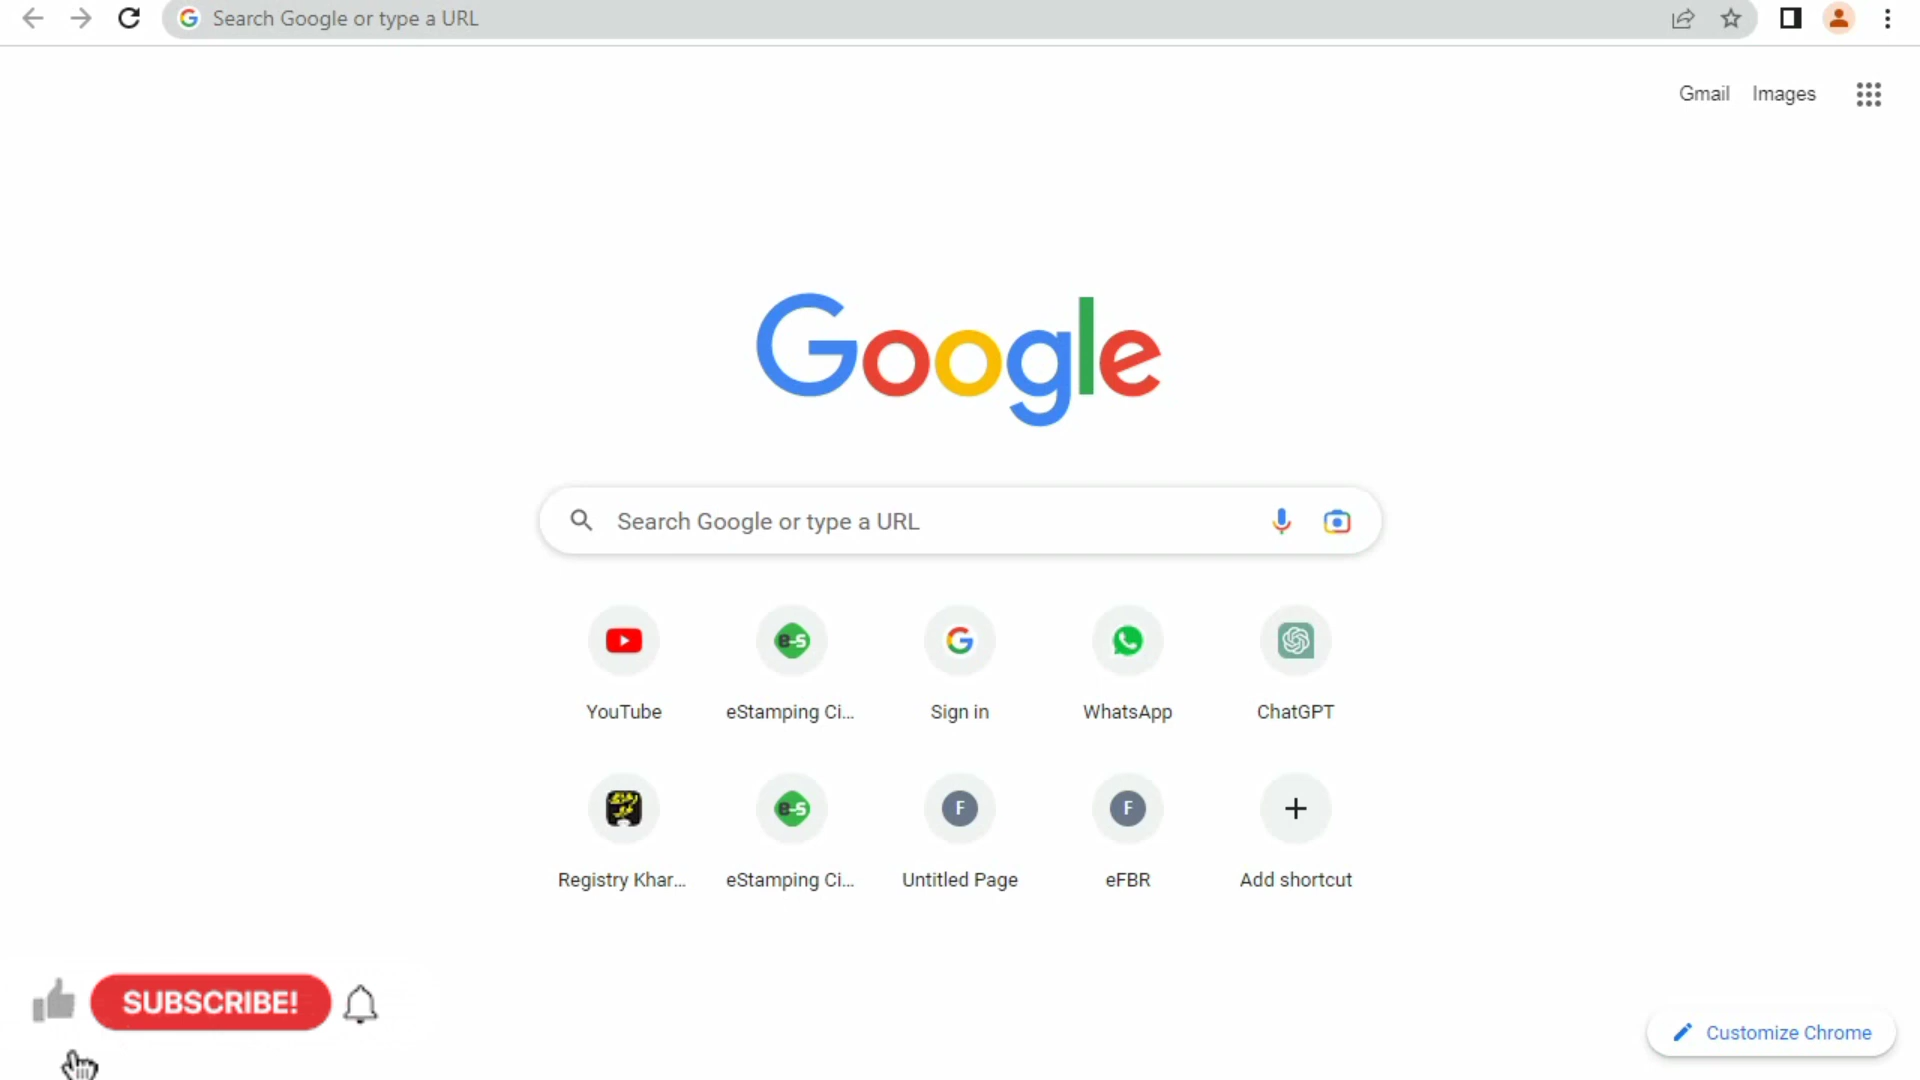 Search Google or type a URL
Gmail Images
Google
Search Google or type a URL
YouTube
eStamping Ci...
Sign in
WhatsApp
ChatGPT
Registry Khar...
eStamping Ci...
Untitled Page
eFBR
Add shortcut
e-s
e-s
F
F
SUBSCRIBE!
Customize Chrome